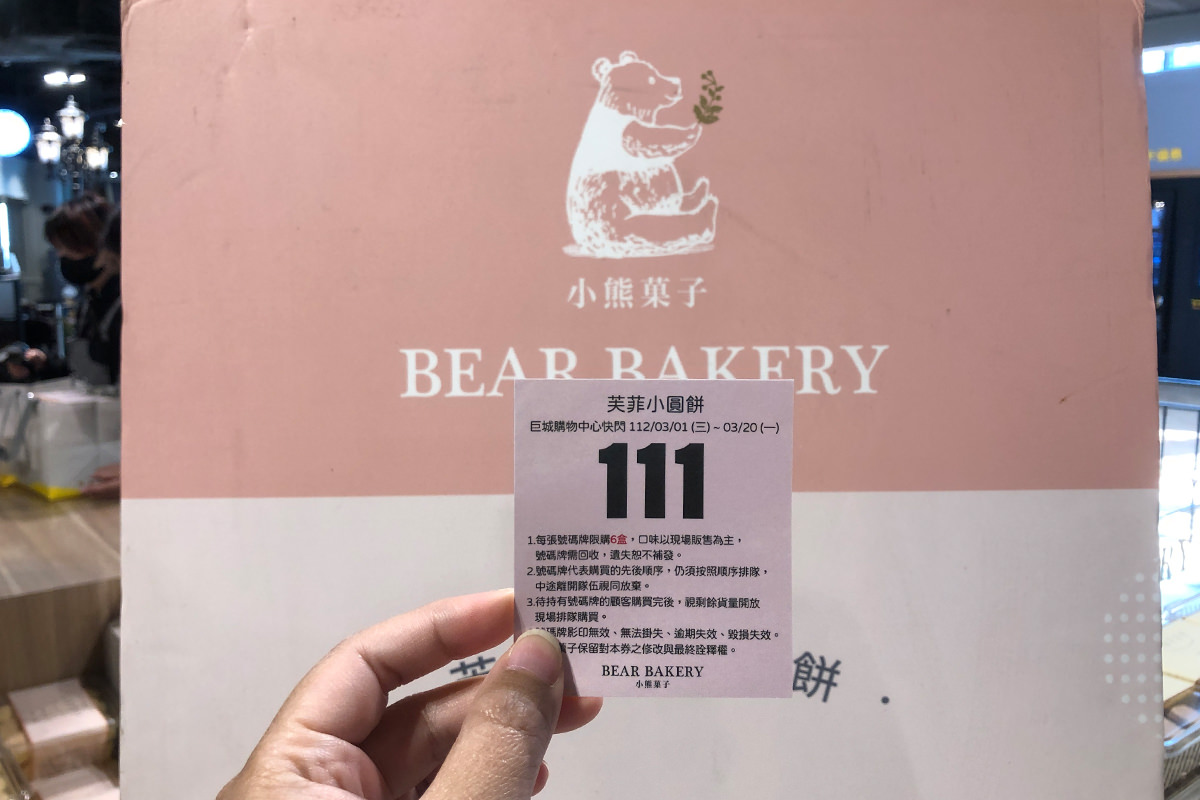 小熊菓子
BEAR BAKERY
芙菲小圓餅
巨城購物中心快閃 112/03/01 (三) ~ 03/20 (一)
111
1.每張號碼牌限購6盒，口味以現場販售為主，
號碼牌需回收，遺失恕不補發。
2.號碼牌代表購買的先後順序，仍須按照順序排隊，
中途離開隊伍視同放棄。
3.待持有號碼牌的顧客購買完後，視剩餘貨量開放
現場排隊購買。
號碼牌影印無效、無法掛失、逾期失效、毀損失效。
菓子保留對本券之修改與最終詮釋權。
BEAR BAKERY
小熊菓子
餅.